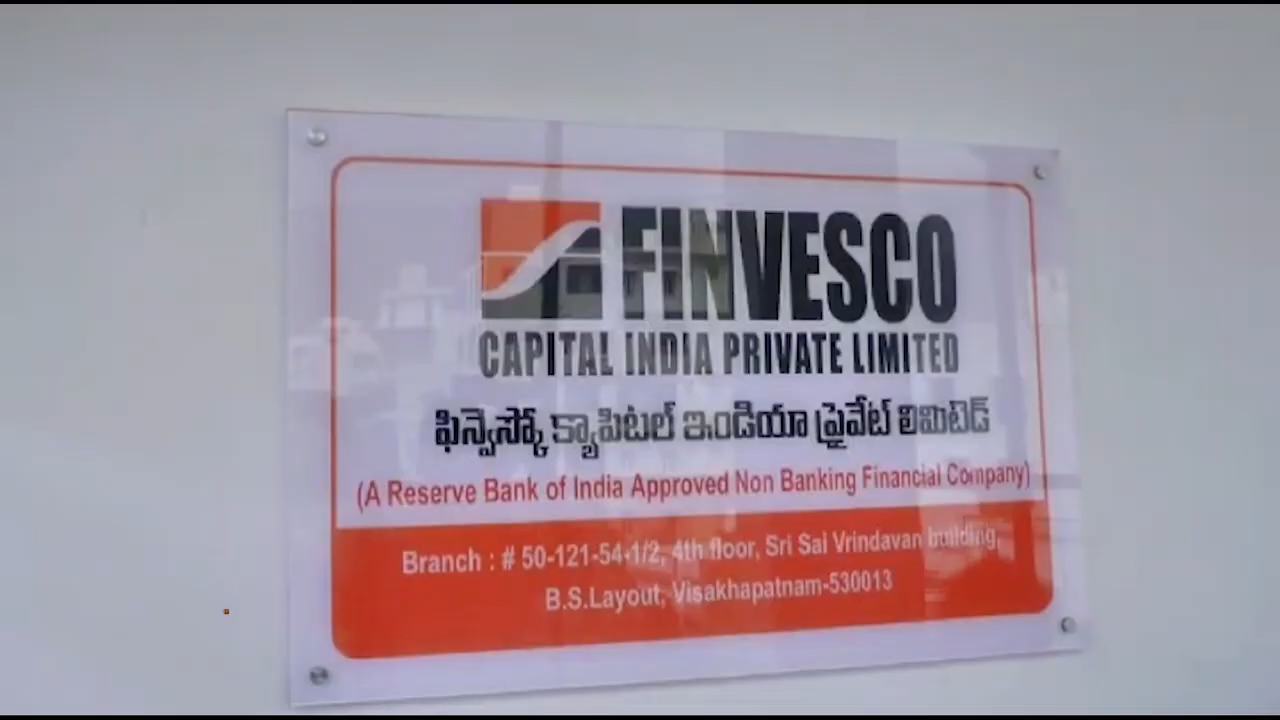 FINVESCO
CAPITAL INDIA PRIVATE LIMITED
ఫిన్వెస్కో క్యాపిటల్ ఇండియా ప్రైవేట్ లిమిటెడ్
(A Reserve Bank of India Approved Non Banking Financial Company)
Branch : # 50-121-54-1/2, 4th floor, Sri Sai Vrindavan building,
B.S.Layout, Visakhapatnam-530013